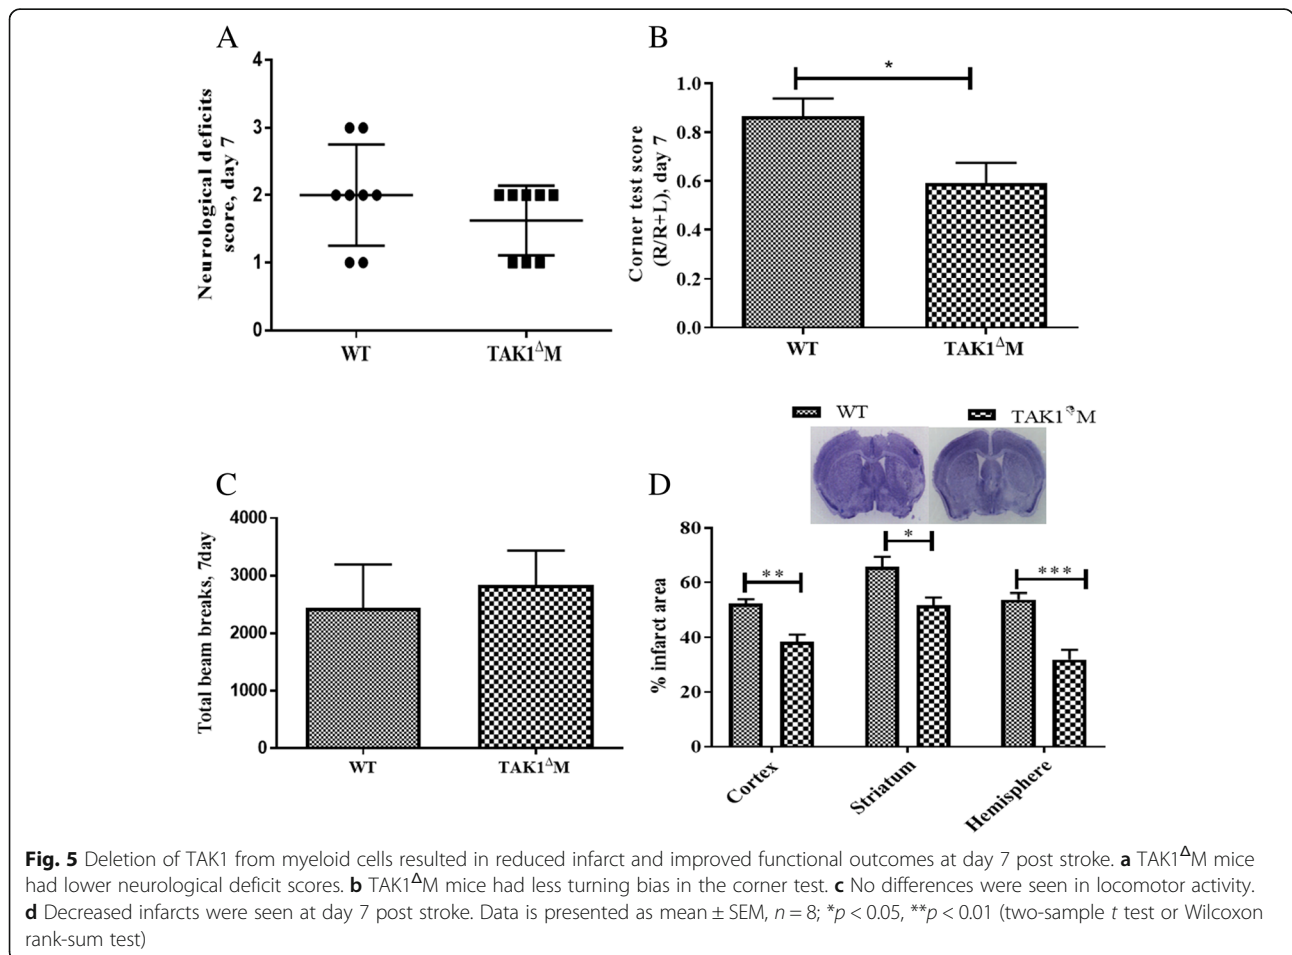 A
Neurological deficits
score, day 7
4
3
2
1
0
WT
TAK1ΔM
B
Corner test score
(R/R+L), day 7
1.0
0.8
0.6
0.4
0.2
0.0
*
WT
TAK1ΔM
C
Total beam breaks, 7day
4000
3000
2000
1000
0
WT
TAK1ΔM
WT
TAK1 M
D
% infarct area
80
60
40
20
0
**
*
***
Cortex
Striatum
Hemisphere
Fig. 5 Deletion of TAK1 from myeloid cells resulted in reduced infarct and improved functional outcomes at day 7 post stroke. a TAK1ΔM mice
had lower neurological deficit scores. b TAK1ΔM mice had less turning bias in the corner test. c No differences were seen in locomotor activity.
d Decreased infarcts were seen at day 7 post stroke. Data is presented as mean ± SEM, n = 8; *p < 0.05, **p < 0.01 (two-sample t test or Wilcoxon
rank-sum test)